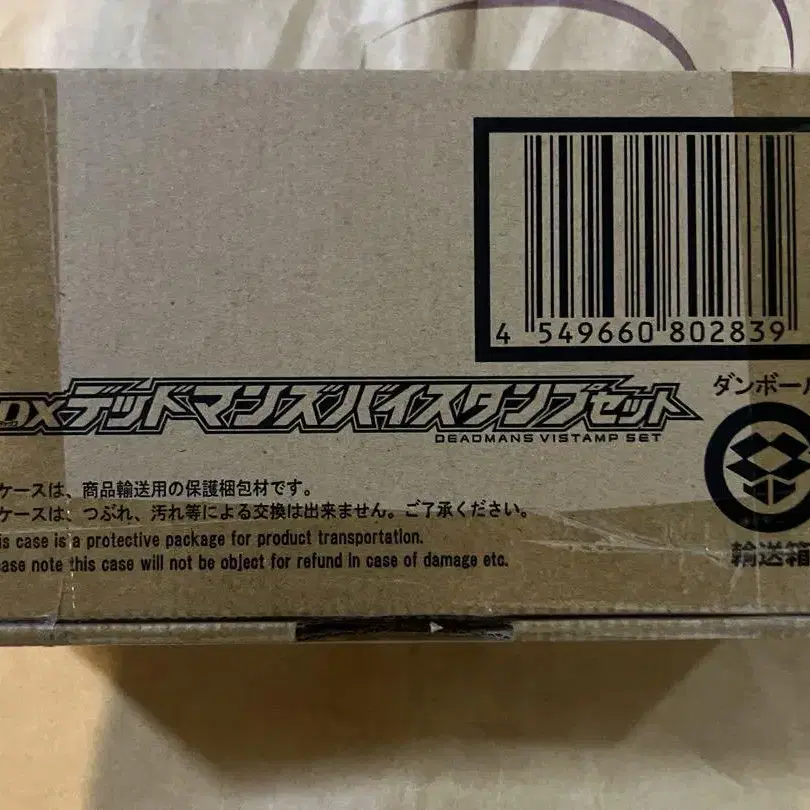 4 549660 802839
DXデッドマンズバイスタンプセット
DEADMANS VISTAMP SET
ダンボール
ケースは、商品輸送用の保護梱包材です。
ケースは、つぶれ、汚れ等による交換は出来ません。ご了承ください。
is case is a protective package for product transportation.
ase note this case will not be object for refund in case of damage etc.
輸送箱